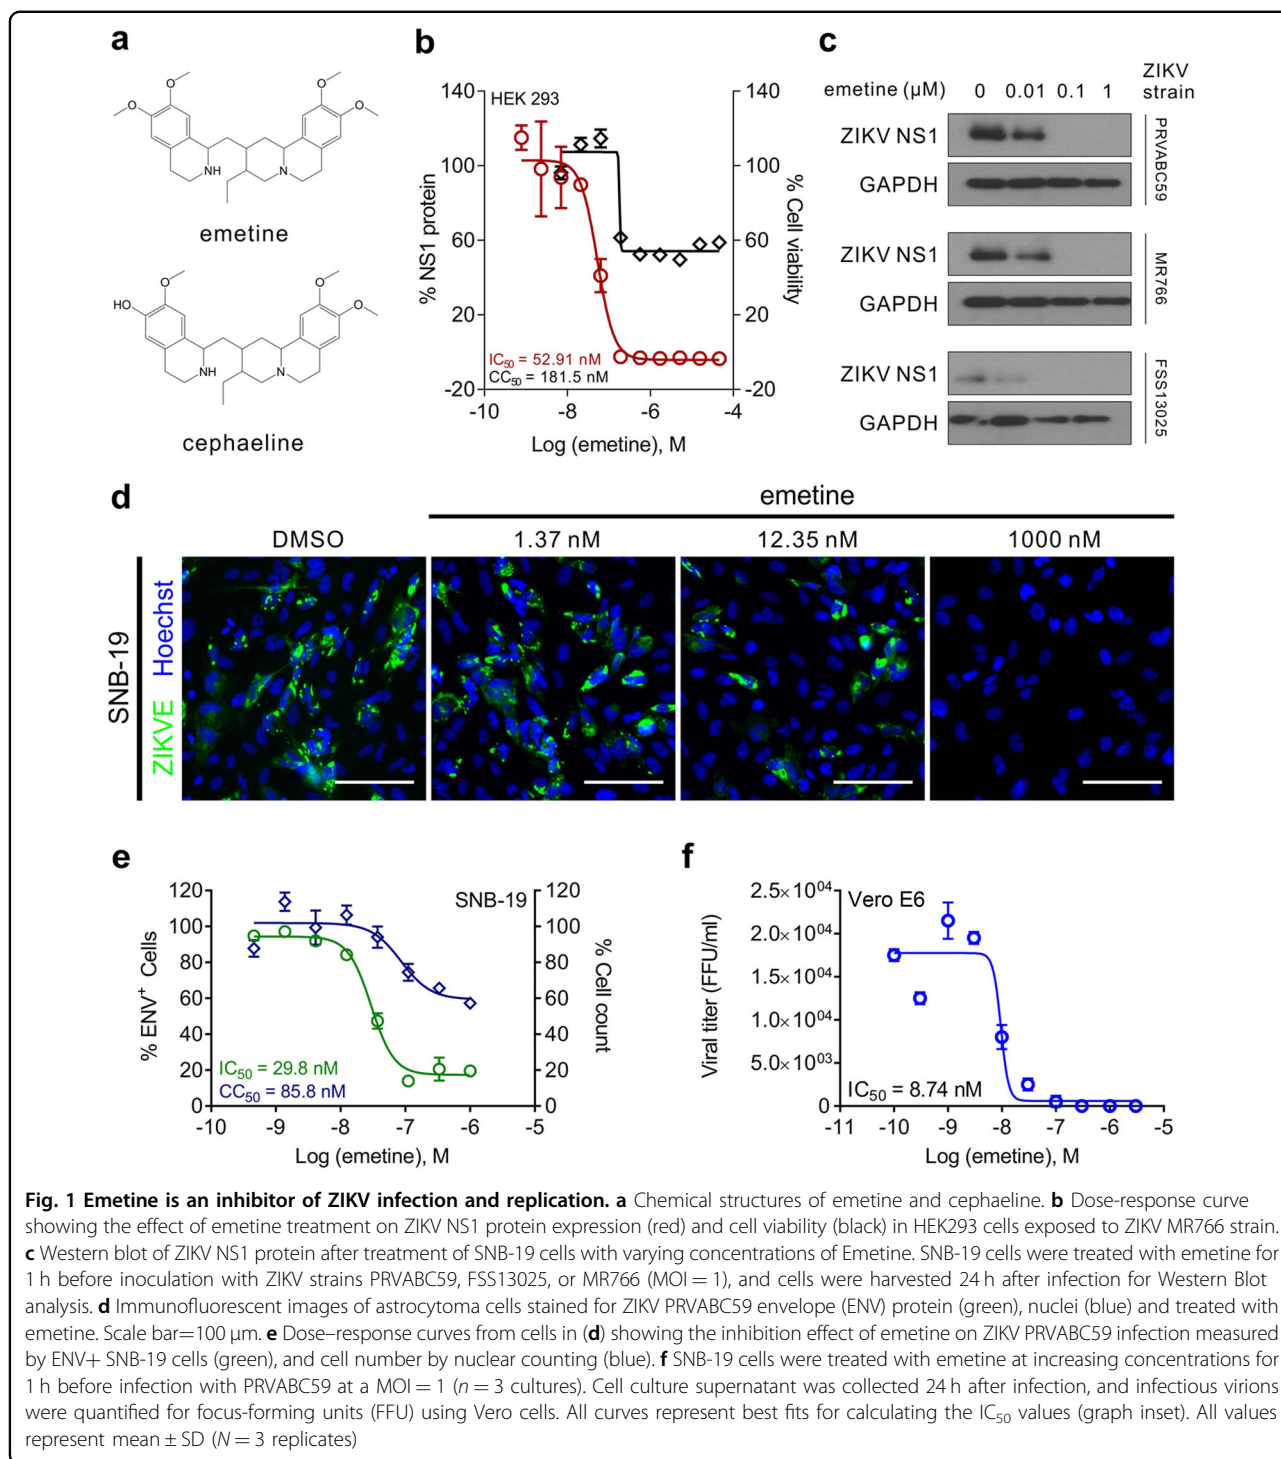 a
O
O
O
O
NH
N
emetine
HO
O
O
O
NH
N
cephaeline
b
HEK 293
140
100
60
20
-20
% NS1 protein
140
100
60
20
-20
% Cell viability
IC50 = 52.91 nM
CC50 = 181.5 nM
-10 -8 -6 -4
Log (emetine), M
c
emetine (μM) 0 0.01 0.1 1
ZIKV
strain
ZIKV NS1
GAPDH
PRVABC59
ZIKV NS1
GAPDH
MR766
ZIKV NS1
GAPDH
FSS13025
d
emetine
DMSO 1.37 nM 12.35 nM 1000 nM
SNB-19
ZIKVE Hoechst
e
SNB-19
120
100
80
60
40
20
0
% ENV+ Cells
120
100
80
60
40
20
0
% Cell count
IC50 = 29.8 nM
CC50 = 85.8 nM
-10 -9 -8 -7 -6 -5
Log (emetine), M
f
Vero E6
2.5×10^04
2.0×10^04
1.5×10^04
1.0×10^04
5.0×10^03
0
Viral titer (FFU/ml)
IC50 = 8.74 nM
-11 -10 -9 -8 -7 -6 -5
Log (emetine), M
Fig. 1 Emetine is an inhibitor of ZIKV infection and replication. a Chemical structures of emetine and cephaeline. b Dose-response curve
showing the effect of emetine treatment on ZIKV NS1 protein expression (red) and cell viability (black) in HEK293 cells exposed to ZIKV MR766 strain.
c Western blot of ZIKV NS1 protein after treatment of SNB-19 cells with varying concentrations of Emetine. SNB-19 cells were treated with emetine for
1 h before inoculation with ZIKV strains PRVABC59, FSS13025, or MR766 (MOI = 1), and cells were harvested 24 h after infection for Western Blot
analysis. d Immunofluorescent images of astrocytoma cells stained for ZIKV PRVABC59 envelope (ENV) protein (green), nuclei (blue) and treated with
emetine. Scale bar=100 μm. e Dose–response curves from cells in (d) showing the inhibition effect of emetine on ZIKV PRVABC59 infection measured
by ENV+ SNB-19 cells (green), and cell number by nuclear counting (blue). f SNB-19 cells were treated with emetine at increasing concentrations for
1 h before infection with PRVABC59 at a MOI = 1 (n = 3 cultures). Cell culture supernatant was collected 24 h after infection, and infectious virions
were quantified for focus-forming units (FFU) using Vero cells. All curves represent best fits for calculating the IC50 values (graph inset). All values
represent mean ± SD (N = 3 replicates)